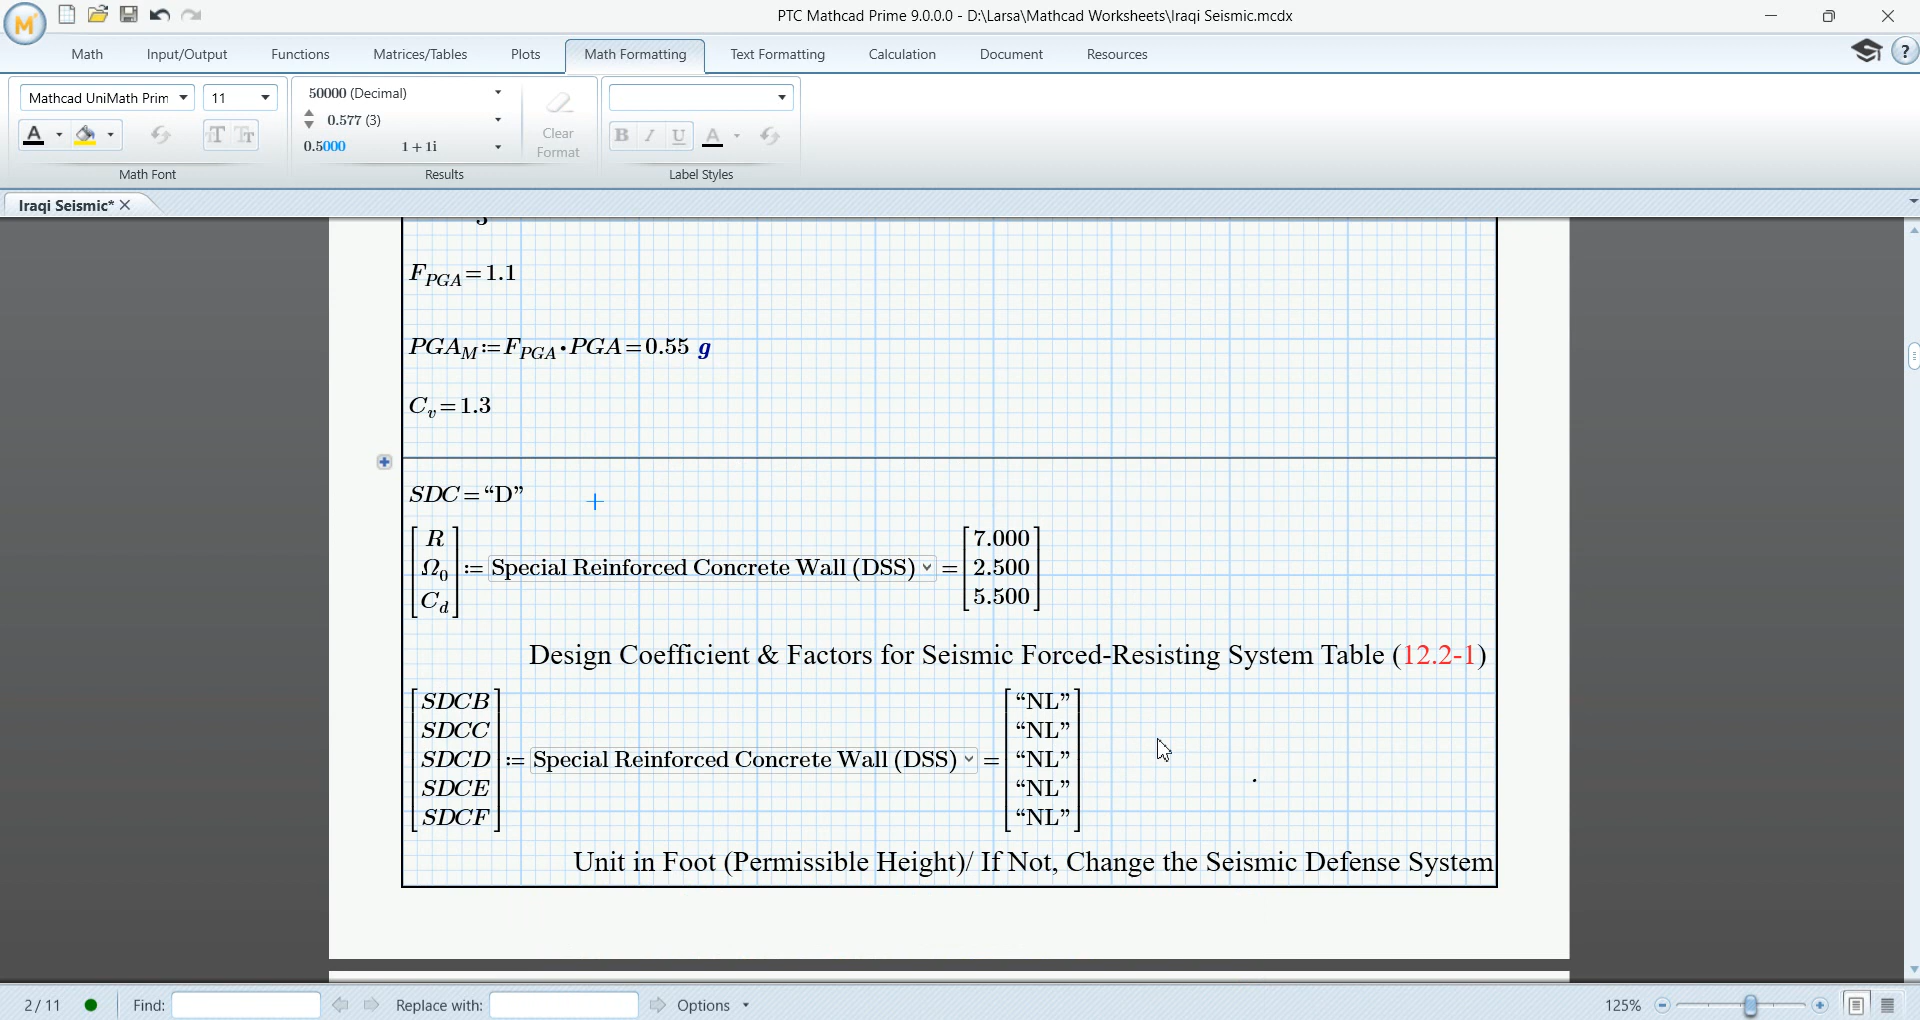 PTC Mathcad Prime 9.0.0.0 - D:\Larsa\Mathcad Worksheets\Iraqi Seismic.mcdx
Math Input/Output Functions Matrices/Tables Plots Math Formatting Text Formatting Calculation Document Resources
Mathcad UniMath Prim 11
50000 (Decimal)
0.577 (3)
0.5000 1+1i
Clear
Format
B I U A
Math Font Results Label Styles
Iraqi Seismic*
F_PGA=1.1
PGA_M:=F_PGA·PGA=0.55 g
C_v=1.3
SDC="D"
R 7.000
Ω_0 := Special Reinforced Concrete Wall (DSS) = 2.500
C_d 5.500
Design Coefficient & Factors for Seismic Forced-Resisting System Table (12.2-1)
SDCB "NL"
SDCC "NL"
SDCD := Special Reinforced Concrete Wall (DSS) = "NL"
SDCE "NL"
SDCF "NL"
Unit in Foot (Permissible Height)/ If Not, Change the Seismic Defense System
2 / 11 Find: Replace with: Options 125%